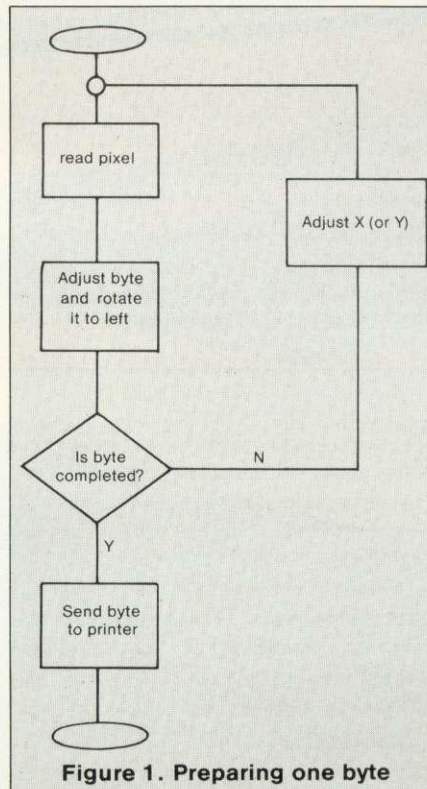 read pixel
Adjust X (or Y)
Adjust byte
and rotate
it to left
Is byte
completed?
N
Y
Send byte
to printer
Figure 1. Preparing one byte